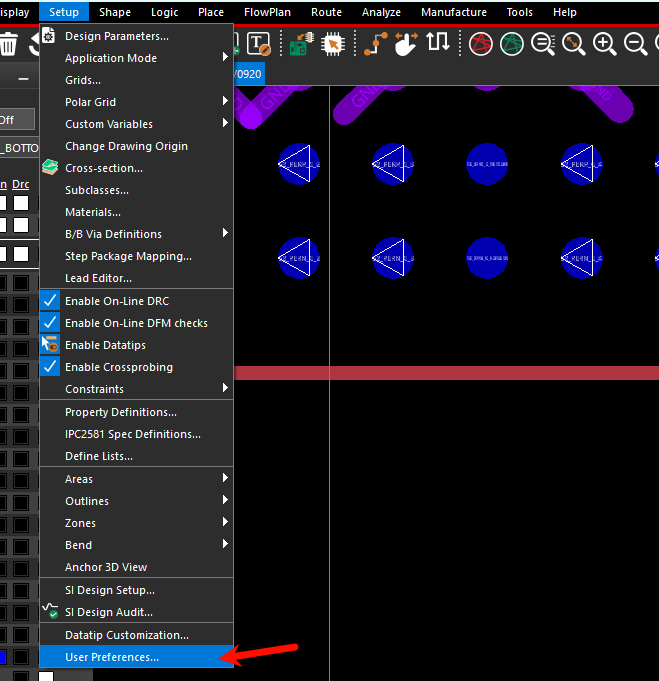 isplay Setup Shape Logic Place FlowPlan Route Analyze Manufacture Tools Help
Design Parameters...
Application Mode
/0920
Grids...
GND
GND
Polar Grid
Off
Custom Variables
_BOTTO
Change Drawing Origin
Cross-section...
n Drc
Subclasses...
Materials...
B/B Via Definitions
Step Package Mapping...
Lead Editor...
Enable On-Line DRC
Enable On-Line DFM checks
Enable Datatips
Enable Crossprobing
Constraints
Property Definitions...
IPC2581 Spec Definitions...
Define Lists...
Areas
Outlines
Zones
Bend
Anchor 3D View
SI Design Setup...
SI Design Audit...
Datatip Customization...
User Preferences...